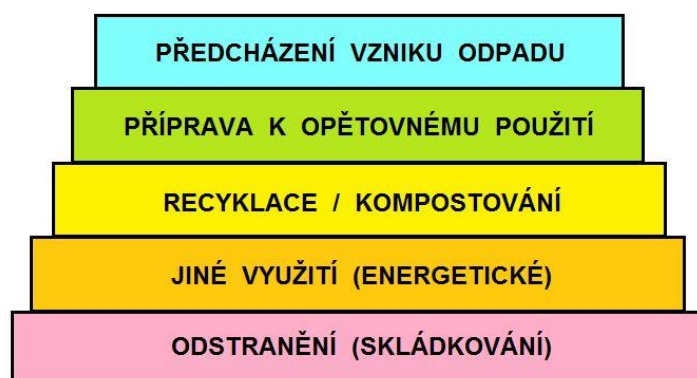 PŘEDCHÁZENÍ VZNIKU ODPADU
PŘÍPRAVA K OPĚTOVNÉMU POUŽITÍ
RECYKLACE / KOMPOSTOVÁNÍ
JINÉ VYUŽITÍ (ENERGETICKÉ)
ODSTRANĚNÍ (SKLÁDKOVÁNÍ)